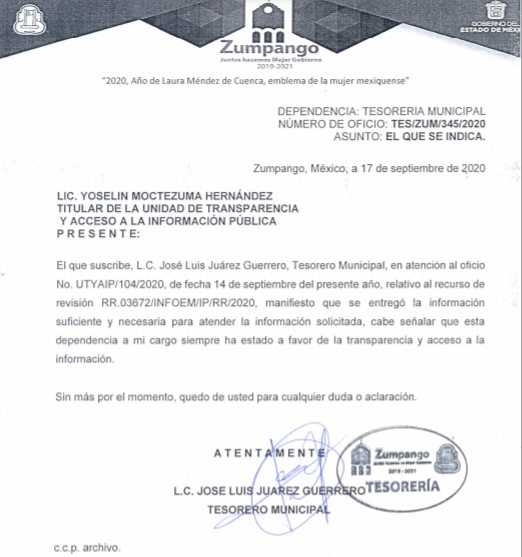 GOBIERNO DEL
ESTADO DE MÉXICO
Zumpango
Juntos hacemos Mejor Gobierno
2019-2021
"2020, Año de Laura Méndez de Cuenca, emblema de la mujer mexiquense"
DEPENDENCIA: TESORERIA MUNICIPAL
NÚMERO DE OFICIO: TES/ZUM/345/2020
ASUNTO: EL QUE SE INDICA.
Zumpango, México, a 17 de septiembre de 2020
LIC. YOSELIN MOCTEZUMA HERNÁNDEZ
TITULAR DE LA UNIDAD DE TRANSPARENCIA
Y ACCESO A LA INFORMACIÓN PÚBLICA
P R E S E N T E:
El que suscribe, L.C. José Luis Juárez Guerrero, Tesorero Municipal, en atención al oficio
No. UTYAIP/104/2020, de fecha 14 de septiembre del presente año, relativo al recurso de
revisión RR.03672/INFOEM/IP/RR/2020, manifiesto que se entregó la información
suficiente y necesaria para atender la información solicitada, cabe señalar que esta
dependencia a mi cargo siempre ha estado a favor de la transparencia y acceso a la
información.
Sin más por el momento, quedo de usted para cualquier duda o aclaración.
A T E N T A M E N T E
L.C. JOSE LUIS JUAREZ GUERRERO
TESORERO MUNICIPAL
Zumpango
2019 - 2021
TESORERÍA
c.c.p. archivo.